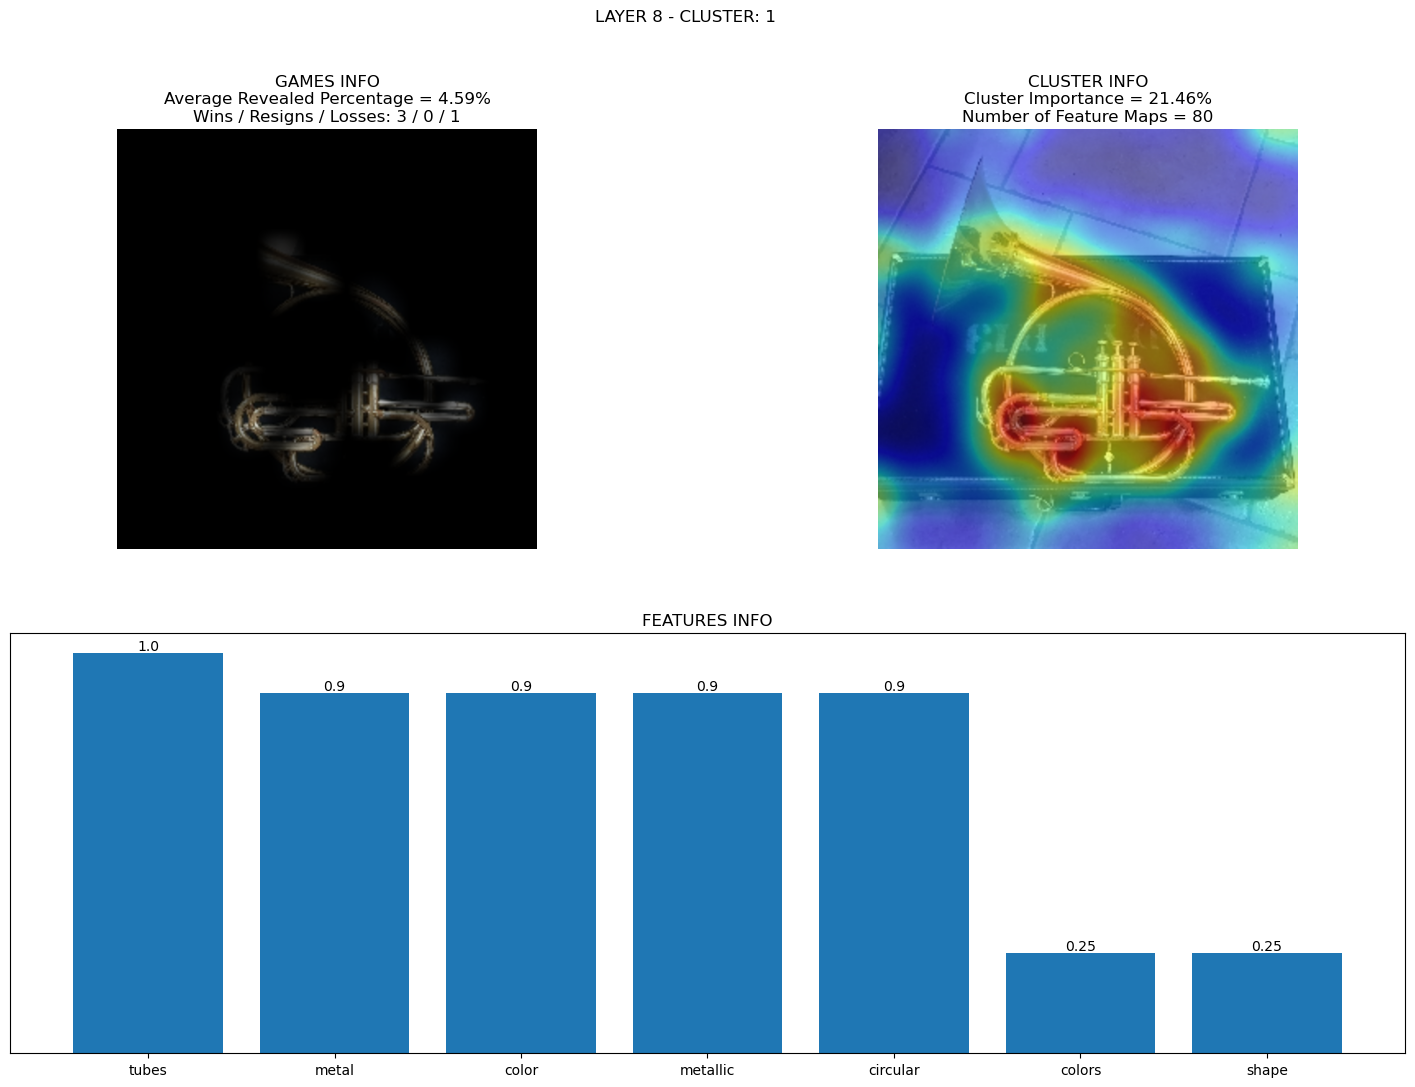 LAYER 8 - CLUSTER: 1
GAMES INFO
Average Revealed Percentage = 4.59%
Wins / Resigns / Losses: 3 / 0 / 1
CLUSTER INFO
Cluster Importance = 21.46%
Number of Feature Maps = 80
FEATURES INFO
1.0
0.9
0.9
0.9
0.9
0.25
0.25
tubes
metal
color
metallic
circular
colors
shape